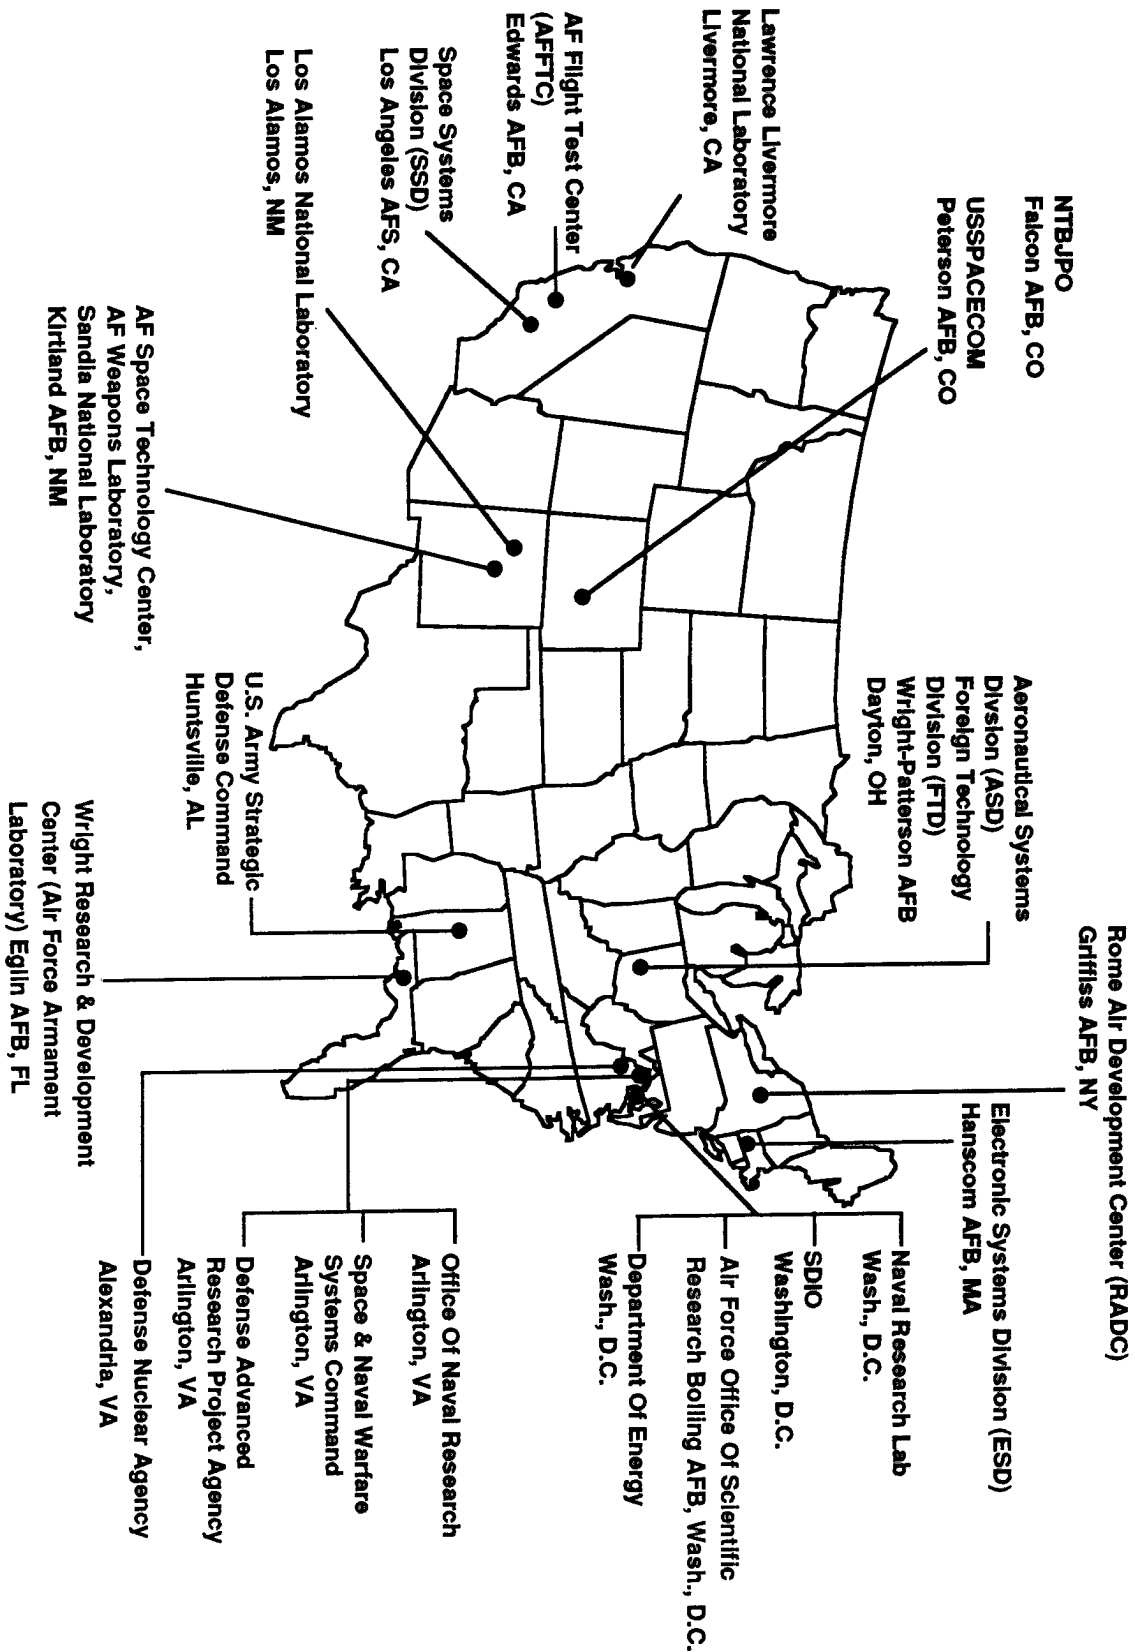 NTBJPO
Falcon AFB, CO
USSPACECOM
Peterson AFB, CO
Lawrence Livermore
National Laboratory
Livermore, CA
AF Flight Test Center
(AFFTC)
Edwards AFB, CA
Space Systems
Division (SSD)
Los Angeles AFS, CA
Los Alamos National Laboratory
Los Alamos, NM
AF Space Technology Center,
AF Weapons Laboratory,
Sandia National Laboratory
Kirtland AFB, NM
Aeronautical Systems
Divsion (ASD)
Foreign Technology
Division (FTD)
Wright-Patterson AFB
Dayton, OH
U.S. Army Strategic
Defense Command
Huntsville, AL
Wright Research & Development
Center (Air Force Armament
Laboratory) Eglin AFB, FL
Rome Air Development Center (RADC)
Griffiss AFB, NY
Electronic Systems Division (ESD)
Hanscom AFB, MA
Naval Research Lab
Wash., D.C.
SDIO
Washington, D.C.
Air Force Office Of Scientific
Research Bolling AFB, Wash., D.C.
Department Of Energy
Wash., D.C.
Office Of Naval Research
Arlington, VA
Space & Naval Warfare
Systems Command
Arlington, VA
Defense Advanced
Research Project Agency
Arlington, VA
Defense Nuclear Agency
Alexandria, VA